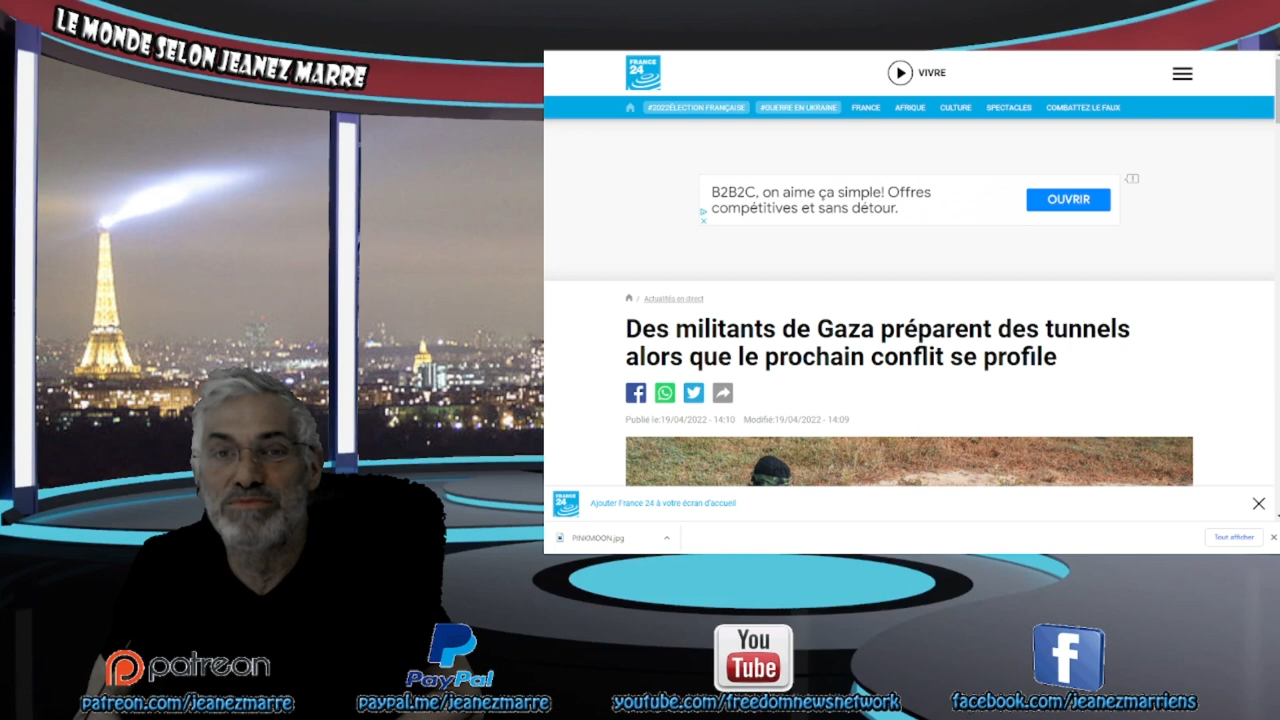 LE MONDE SELON JEANEZ MARRE
FRANCE 24
VIVRE
#2022ÉLECTION FRANÇAISE #GUERRE EN UKRAINE FRANCE AFRIQUE CULTURE SPECTACLES COMBATTEZ LE FAUX
B2B2C, on aime ça simple! Offres
compétitives et sans détour.
OUVRIR
/ Actualités en direct
Des militants de Gaza préparent des tunnels
alors que le prochain conflit se profile
Publié le:19/04/2022 - 14:10 Modifié:19/04/2022 - 14:09
FRANCE 24
Ajouter France 24 à votre écran d'accueil
PINKMOON.jpg
Tout afficher
patreon
patreon.com/jeanezmarre
PayPal
paypal.me/jeanezmarre
You
Tube
youtube.com/freedomnewsnetwork
f
facebook.com/jeanezmarriens